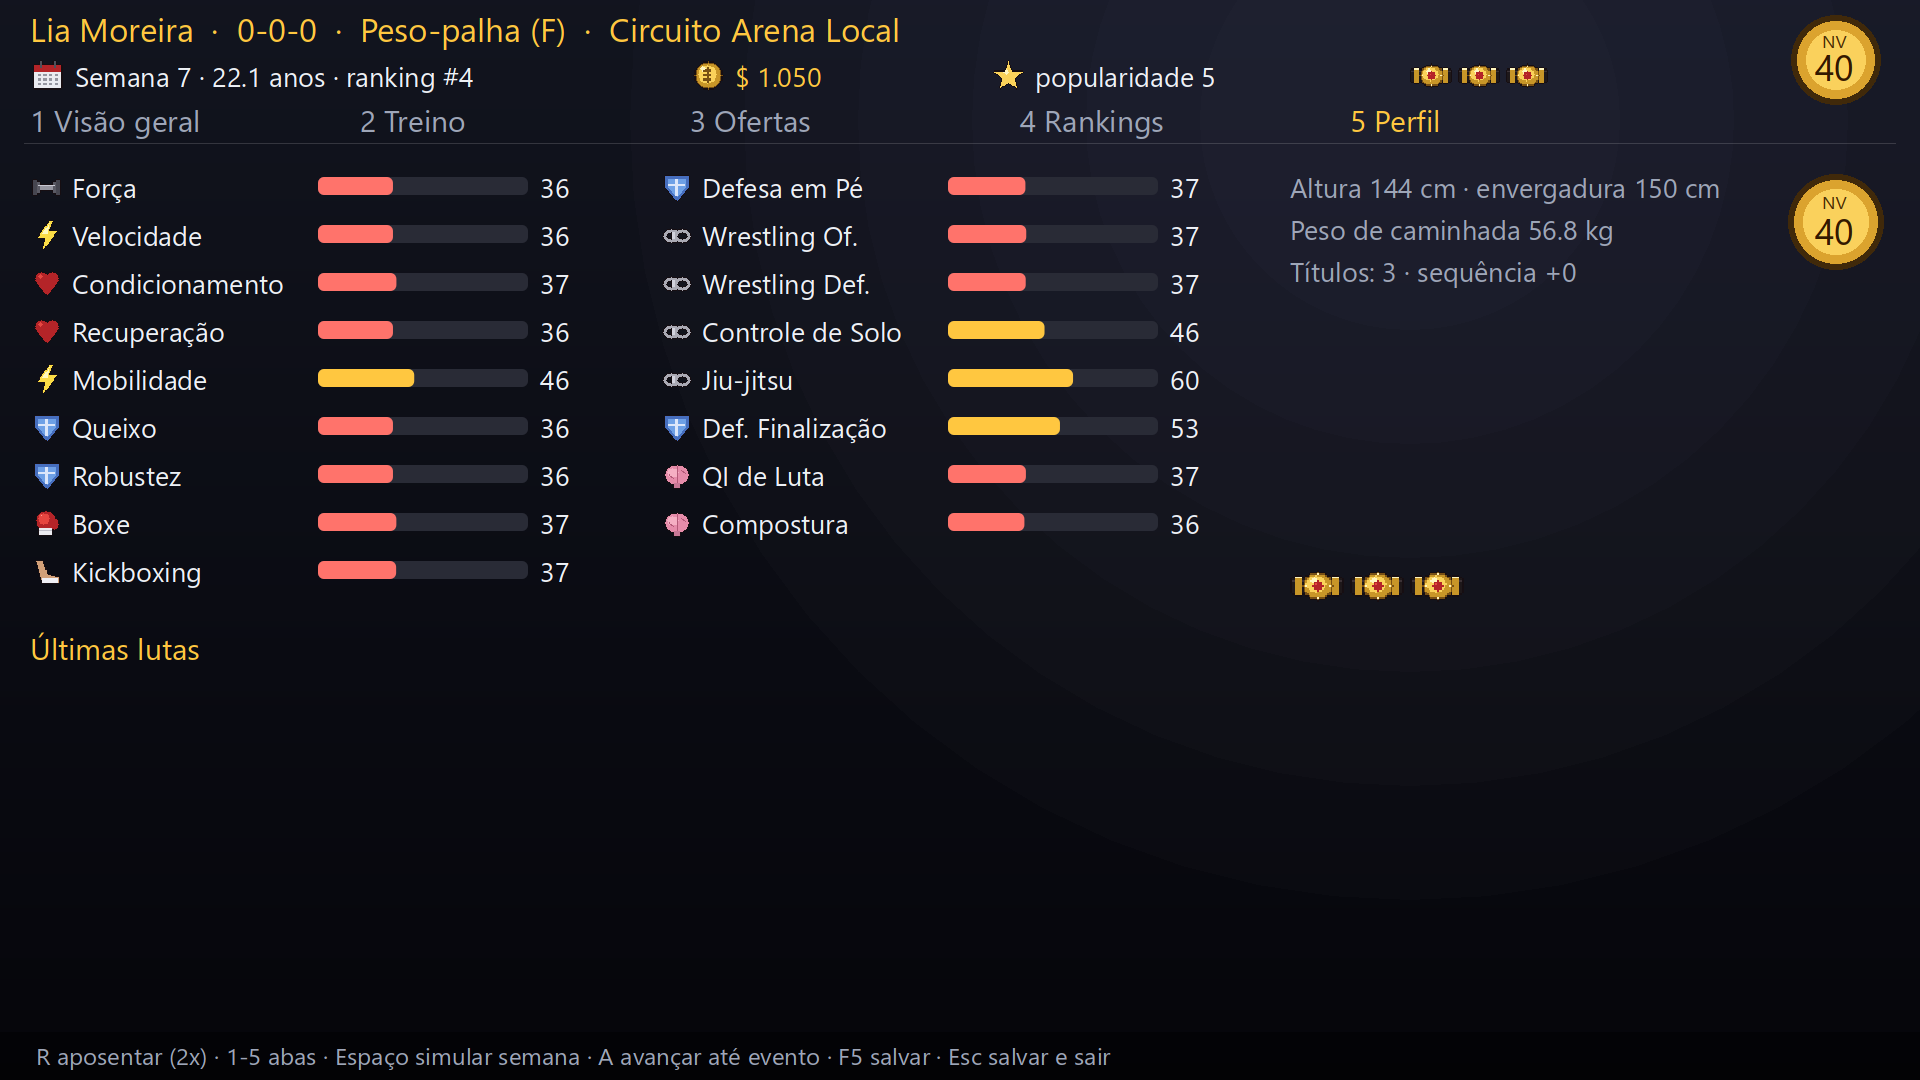 Lia Moreira · 0-0-0 · Peso-palha (F) · Circuito Arena Local
NV
40
Semana 7 · 22.1 anos · ranking #4
$ 1.050
popularidade 5
1 Visão geral
2 Treino
3 Ofertas
4 Rankings
5 Perfil
Força 36
Velocidade 36
Condicionamento 37
Recuperação 36
Mobilidade 46
Queixo 36
Robustez 36
Boxe 37
Kickboxing 37
Defesa em Pé 37
Wrestling Of. 37
Wrestling Def. 37
Controle de Solo 46
Jiu-jitsu 60
Def. Finalização 53
QI de Luta 37
Compostura 36
Altura 144 cm · envergadura 150 cm
Peso de caminhada 56.8 kg
Títulos: 3 · sequência +0
NV
40
Últimas lutas
R aposentar (2x) · 1-5 abas · Espaço simular semana · A avançar até evento · F5 salvar · Esc salvar e sair